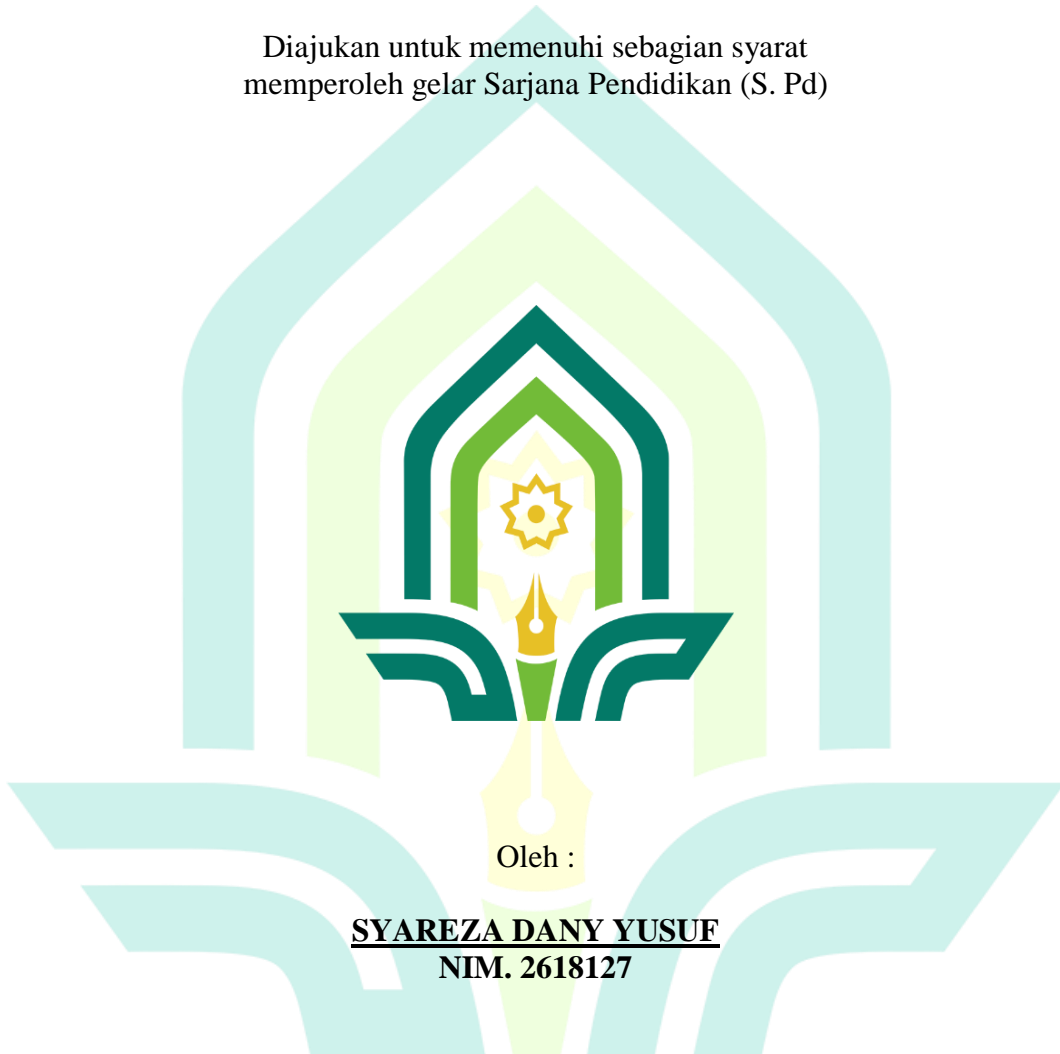 Diajukan untuk memenuhi sebagian syarat
memperoleh gelar Sarjana Pendidikan (S. Pd)
Oleh :
SYAREZA DANY YUSUF
NIM. 2618127